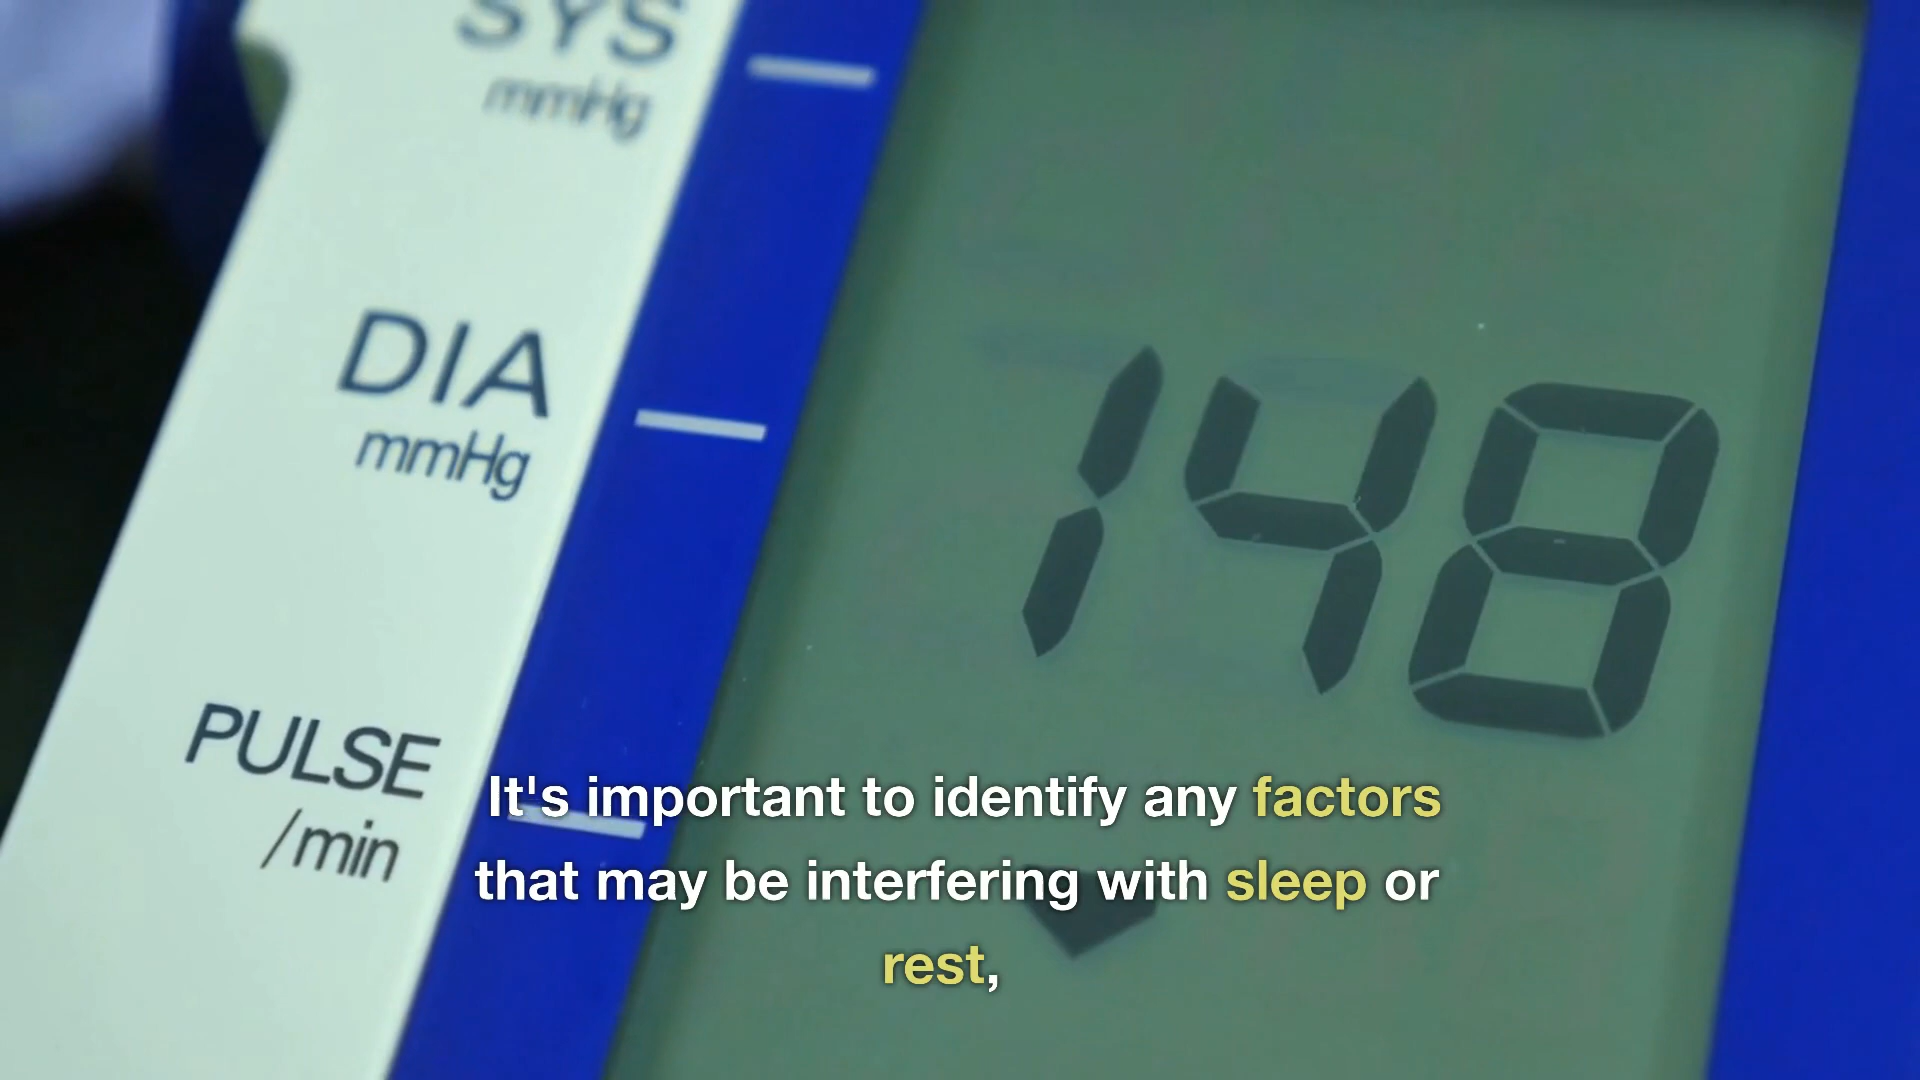 SYS
mmHg
DIA
mmHg
148
PULSE
/min
It's important to identify any factors
that may be interfering with sleep or
rest,